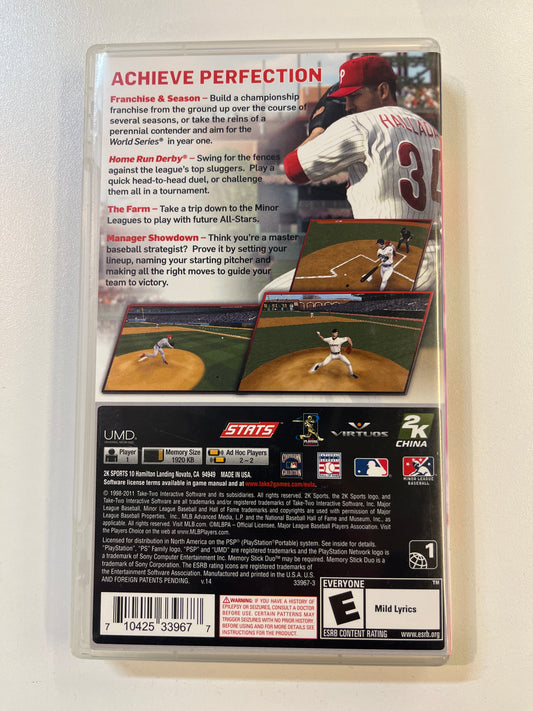 ACHIEVE PERFECTION
Franchise & Season – Build a championship
franchise from the ground up over the course of
several seasons, or take the reins of a
perennial contender and aim for the
World Series® in year one.
Home Run Derby® – Swing for the fences
against the league's top sluggers. Play a
quick head-to-head duel, or challenge
them all in a tournament.
The Farm – Take a trip down to the Minor
Leagues to play with future All-Stars.
Manager Showdown – Think you're a master
baseball strategist? Prove it by setting your
lineup, naming your starting pitcher and
making all the right moves to guide your
team to victory.
P
HALLADA
34
UMD
STATS
PLAYERS
VIRTUOS
2K
CHINA
Player
1
Memory Size
1920 KB
Ad Hoc Players
2 – 2
COOPERSTOWN
COLLECTION
HALL OF FAME
MINOR LEAGUE
BASEBALL
2K SPORTS 10 Hamilton Landing Novato, CA 94949 MADE IN USA.
Software license terms available in game manual and at www.take2games.com/eula.
© 1998-2011 Take-Two Interactive Software and its subsidiaries. All rights reserved. 2K Sports, the 2K Sports logo, and
Take-Two Interactive Software are all trademarks and/or registered trademarks of Take-Two Interactive Software, Inc. Major
League Baseball, Minor League Baseball and Hall of Fame trademarks and copyrights are used with permission of Major
League Baseball Properties, Inc., MLB Advanced Media, L.P. and National Baseball Hall of Fame and Museum, Inc., as
applicable. All rights reserved. Visit MLB.com. ©MLBPA – Official Licensee, Major League Baseball Players Association. Visit
the Players Choice on the web at www.MLBPlayers.com.
Licensed for distribution in North America on the PSP® (PlayStation®Portable) system. See inside for details.
"PlayStation", "PS" Family logo, "PSP" and "UMD" are registered trademarks and the PlayStation Network logo is
a trademark of Sony Computer Entertainment Inc. Memory Stick Duo™ may be required. Memory Stick Duo is a
trademark of Sony Corporation. The ESRB rating icons are registered trademarks of
the Entertainment Software Association. Manufactured and printed in the U.S.A. U.S.
AND FOREIGN PATENTS PENDING. v.14 33967-3
1
7 10425 33967 7
WARNING: IF YOU HAVE A HISTORY OF
EPILEPSY OR SEIZURES, CONSULT A DOCTOR
BEFORE USE. CERTAIN PATTERNS MAY
TRIGGER SEIZURES WITH NO PRIOR HISTORY.
BEFORE USING AND FOR MORE DETAILS SEE
INSTRUCTIONS FOR THE PRODUCT.
EVERYONE
E
Mild Lyrics
ESRB CONTENT RATING www.esrb.org